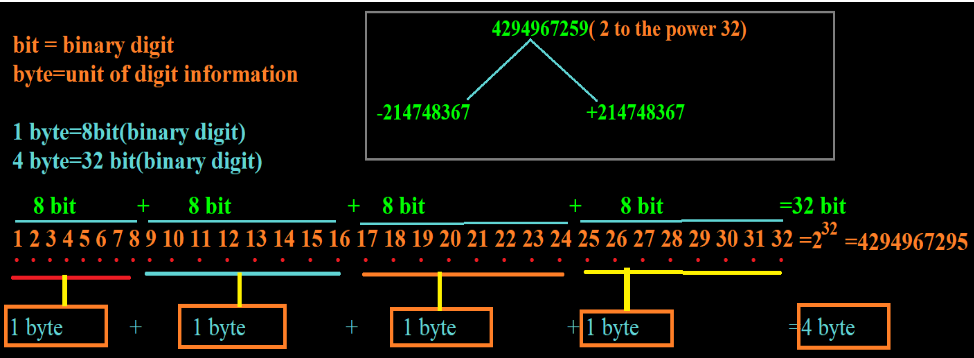 4294967259( 2 to the power 32)
bit = binary digit
byte=unit of digit information
-214748367 +214748367
1 byte=8bit(binary digit)
4 byte=32 bit(binary digit)
8 bit + 8 bit + 8 bit + 8 bit =32 bit
1 2 3 4 5 6 7 8 9 10 11 12 13 14 15 16 17 18 19 20 21 22 23 24 25 26 27 28 29 30 31 32 =2^32 =4294967295
1 byte + 1 byte + 1 byte + 1 byte =4 byte